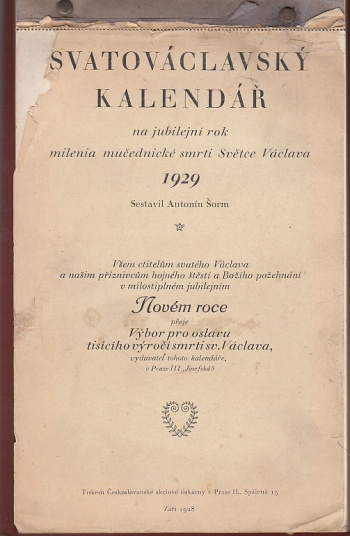 SVATOVÁCLAVSKÝ
KALENDÁŘ
na jubilejní rok
milenia mučednické smrti Světce Václava
1929
Sestavil Antonín Šorm
Všem ctitelům svatého Václava
a našim příznivcům hojného štěstí a Božího požehnání
v milostiplném jubilejním
Novém roce
přeje
Výbor pro oslavu
tisícího výročí smrti sv. Václava,
vydavatel tohoto kalendáře,
v Praze III., Josefská 8
Tiskem Československé akciové tiskárny v Praze II., Spálená 15
Září 1928